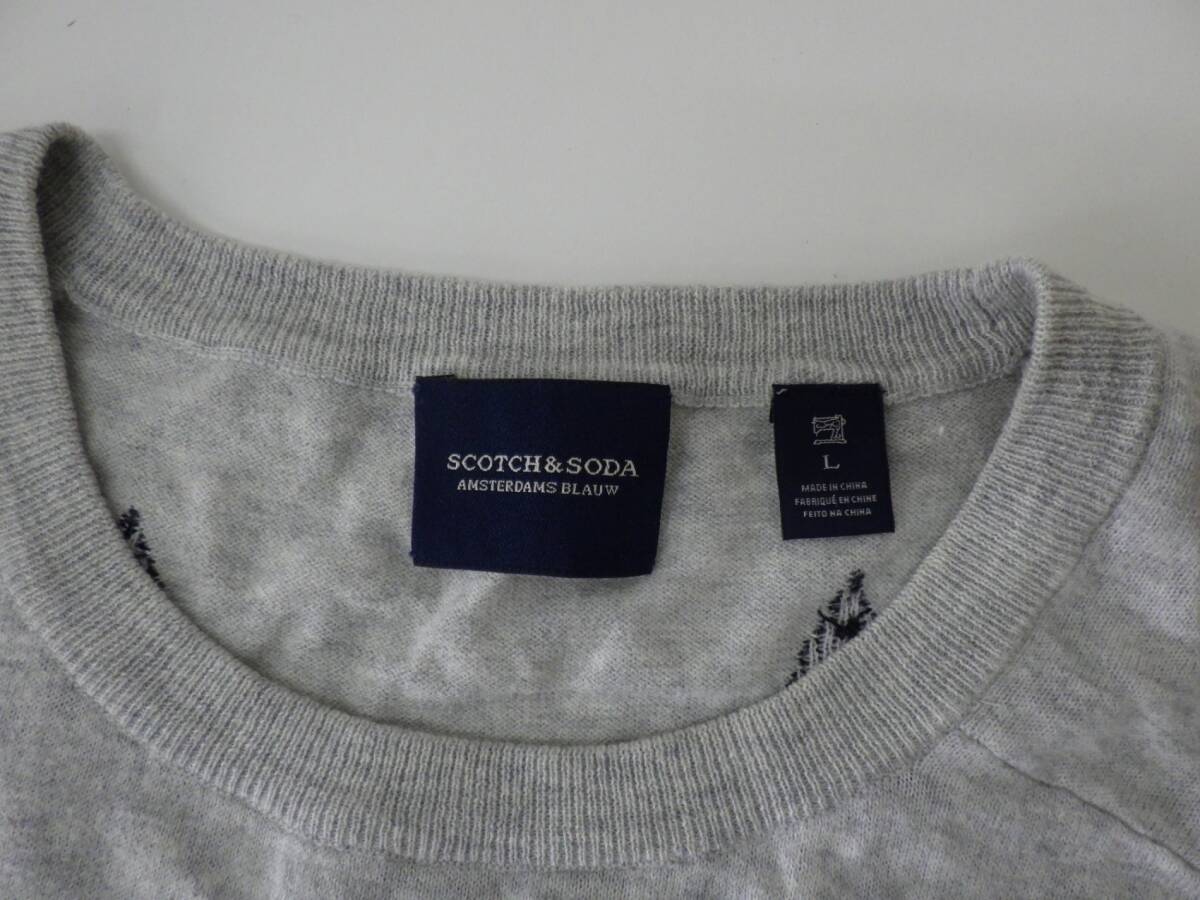 SCOTCH & SODA
AMSTERDAMS BLAUW
L
MADE IN CHINA
FABRIQUÉ EN CHINE
FEITO NA CHINA